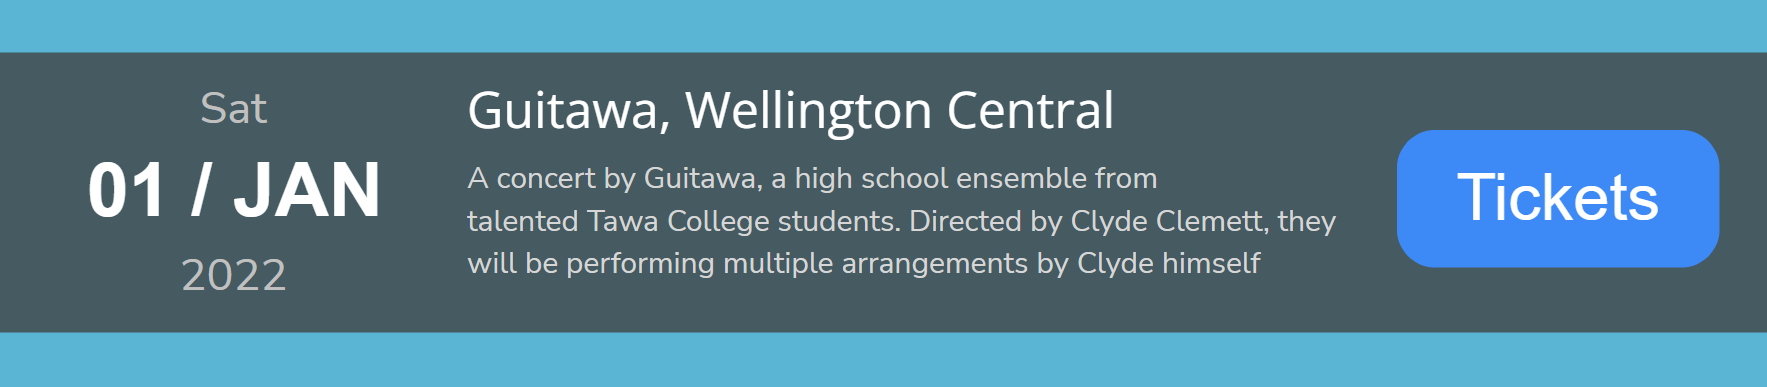 Sat
01 / JAN
2022
Guitawa, Wellington Central
A concert by Guitawa, a high school ensemble from
talented Tawa College students. Directed by Clyde Clemett, they
will be performing multiple arrangements by Clyde himself
Tickets